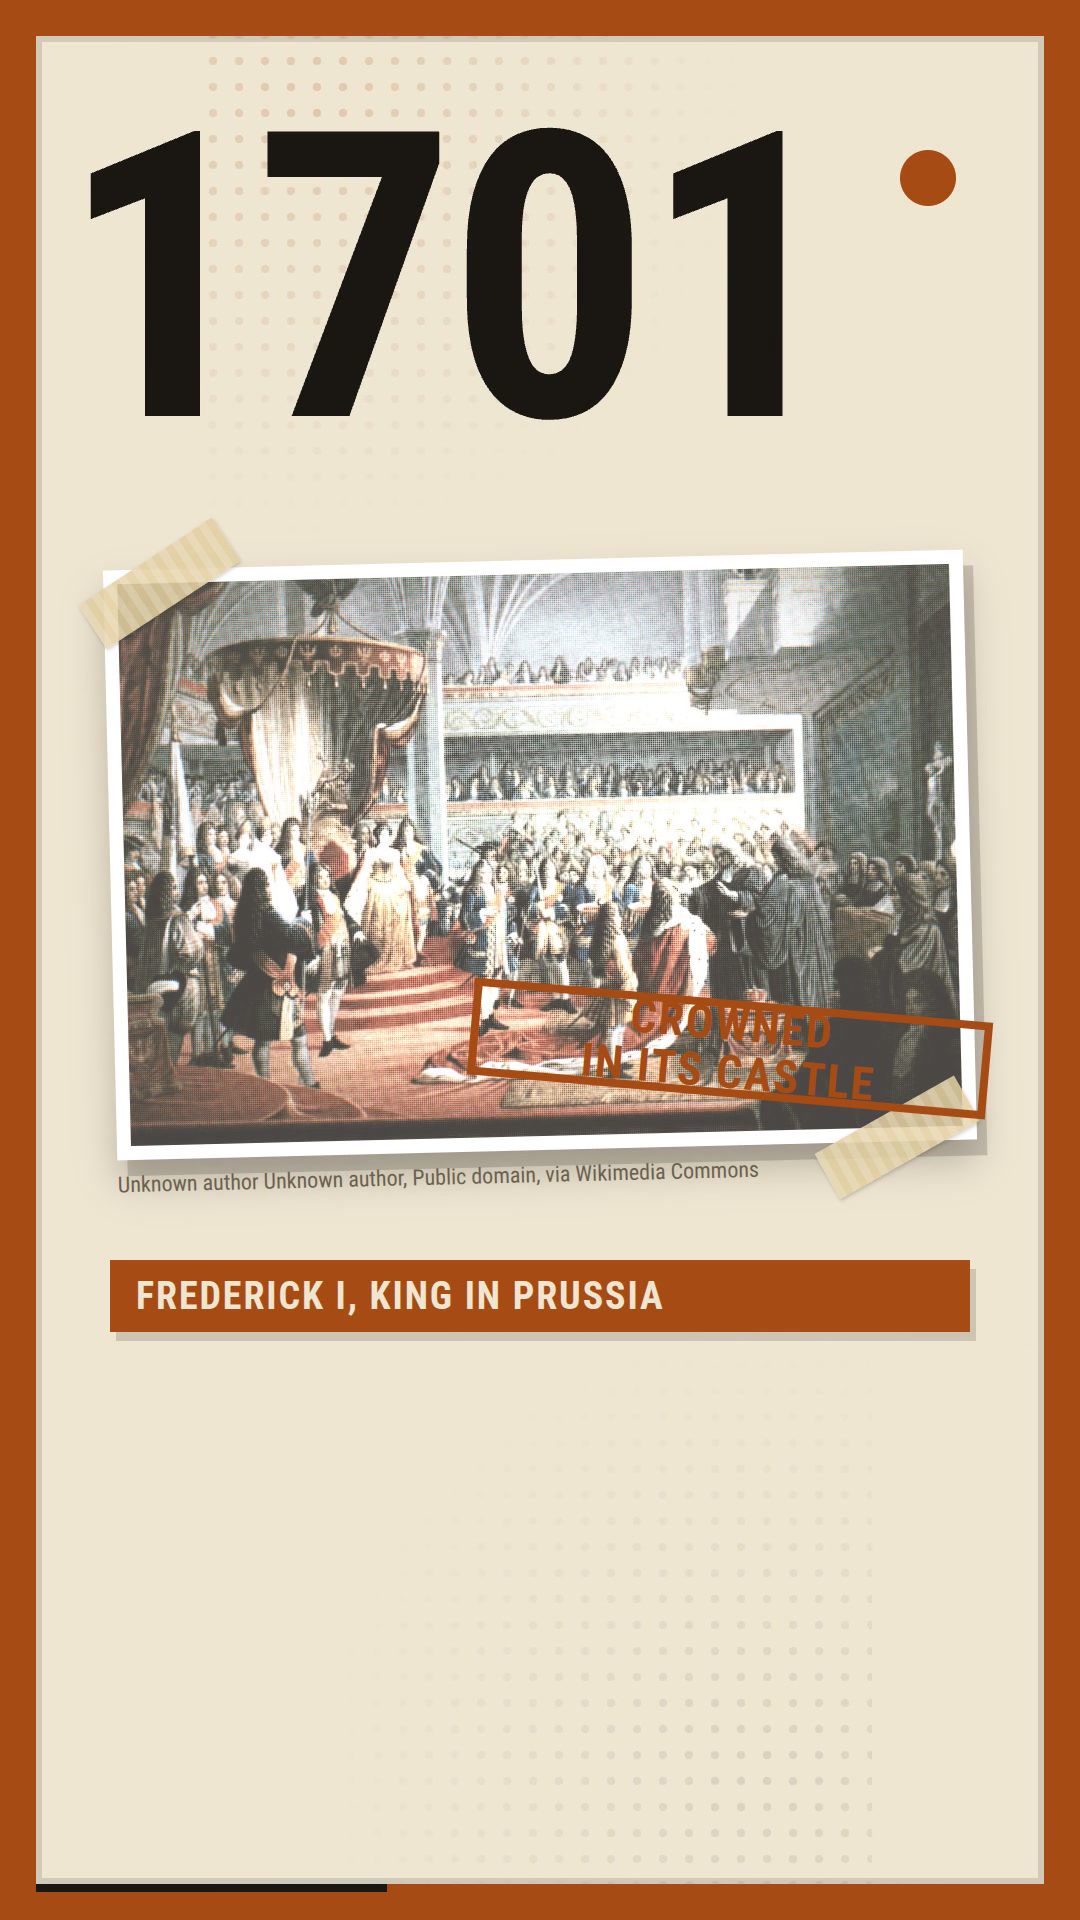 1701
CROWNED
IN ITS CASTLE
Unknown author Unknown author, Public domain, via Wikimedia Commons
FREDERICK I, KING IN PRUSSIA